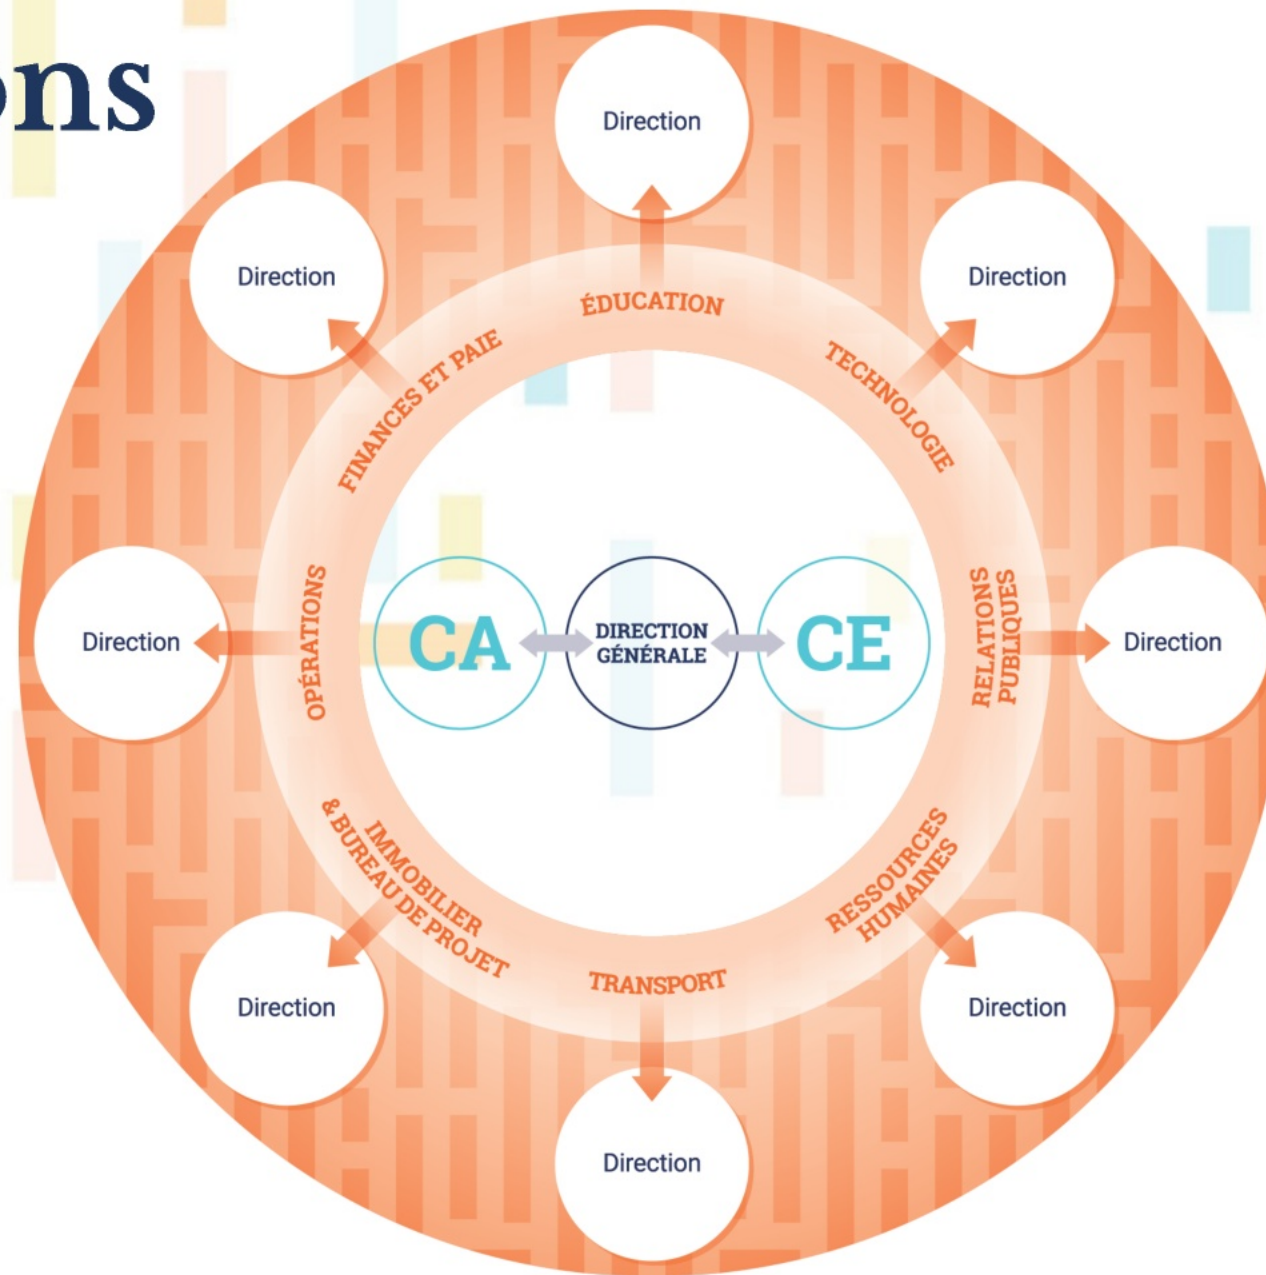 ons
Direction
Direction
Direction
ÉDUCATION
FINANCES ET PAIE
TECHNOLOGIE
OPÉRATIONS
RELATIONS
PUBLIQUES
Direction
CA
DIRECTION
GÉNÉRALE
CE
Direction
IMMOBILIER
& BUREAU DE PROJET
RESSOURCES
HUMAINES
TRANSPORT
Direction
Direction
Direction